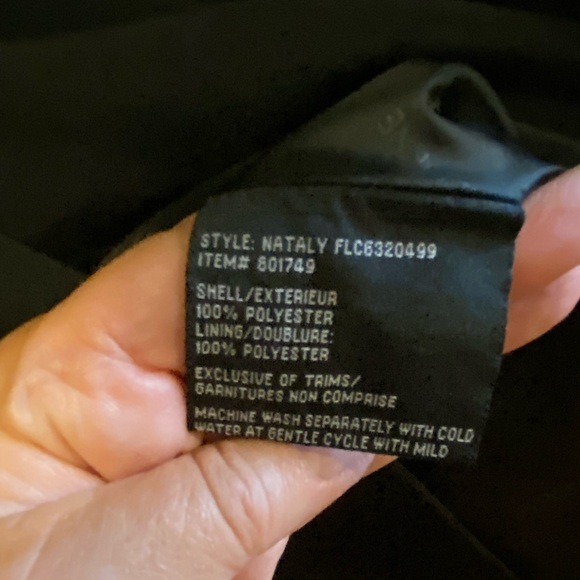 STYLE: NATALY FLC6320499
ITEM# 601749
SHELL/EXTERIEUR
100% POLYESTER
LINING/DOUBLURE:
100% POLYESTER
EXCLUSIVE OF TRIMS/
GARNITURES NON COMPRISE
MACHINE WASH SEPARATELY WITH COLD
WATER AT GENTLE CYCLE WITH MILD